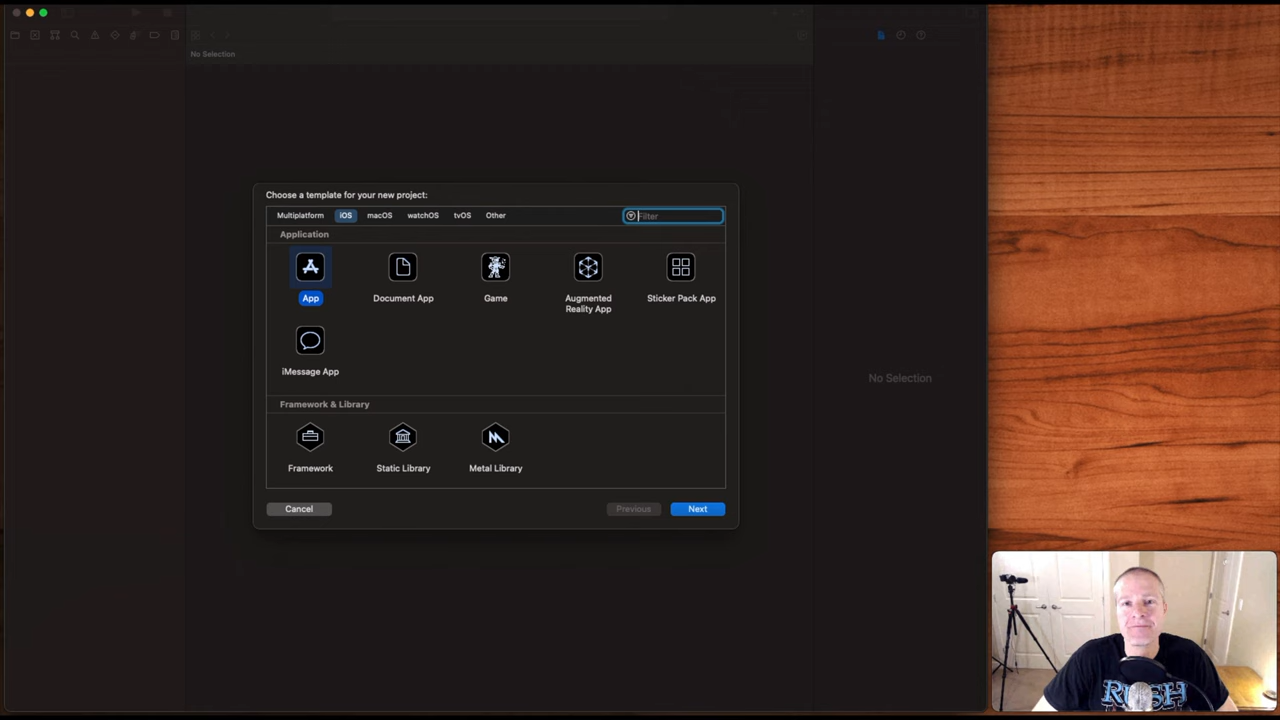 No Selection
Choose a template for your new project:
Multiplatform iOS macOS watchOS tvOS Other Filter
Application
App Document App Game Augmented Reality App Sticker Pack App
iMessage App
Framework & Library
Framework Static Library Metal Library
Cancel Previous Next
No Selection
RUSH